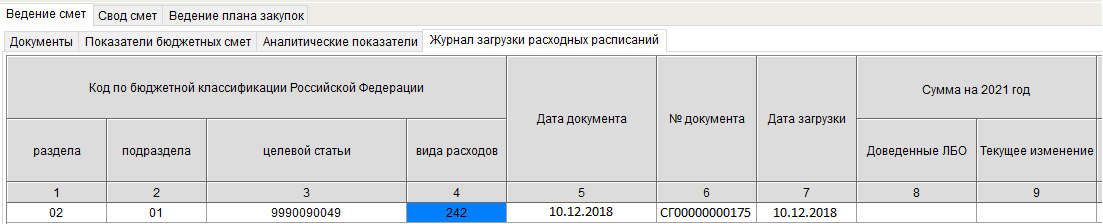 Ведение смет Свод смет Ведение плана закупок
Документы Показатели бюджетных смет Аналитические показатели Журнал загрузки расходных расписаний
Код по бюджетной классификации Российской Федерации Дата документа № документа Дата загрузки Сумма на 2021 год
раздела подраздела целевой статьи вида расходов Доведенные ЛБО Текущее изменение
1 2 3 4 5 6 7 8 9
02 01 9990090049 242 10.12.2018 СГ00000000175 10.12.2018